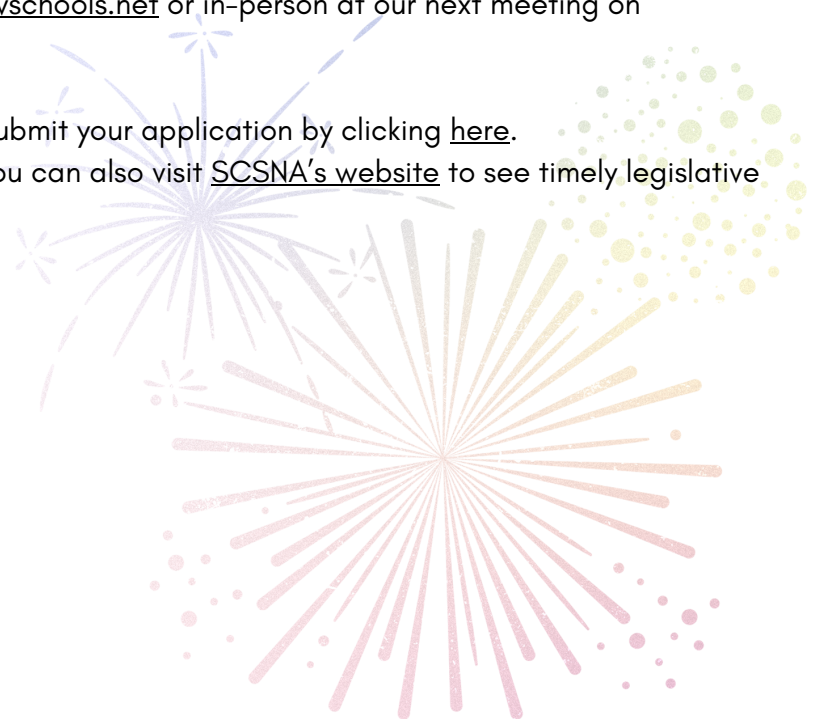 yschools.net or in-person at our next meeting on
ubmit your application by clicking here.
ou can also visit SCSNA's website to see timely legislative